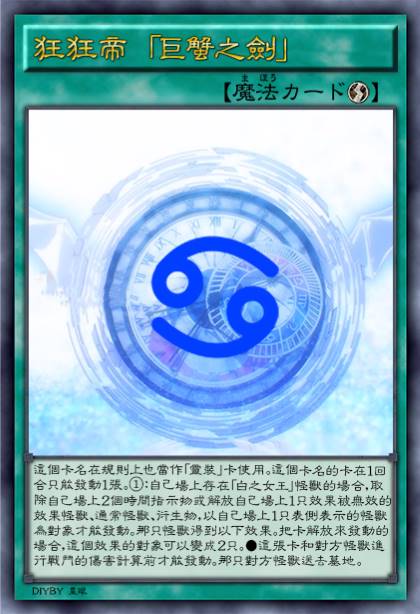 狂狂帝「巨蟹之劍」
まほう
【魔法カード】
這個卡名在規則上也當作「靈裝」卡使用。這個卡名的卡在1回
合只能發動1張。①：自己場上存在「白之女王」怪獸的場合，取
除自己場上2個時間指示物或解放自己場上1只效果被無效的
效果怪獸、通常怪獸、衍生物，以自己場上1只表側表示的怪獸
為對象才能發動。那只怪獸得到以下效果。把卡解放來發動的
場合，這個效果的對象可以變成2只。●這張卡和對方怪獸進
行戰鬥的傷害計算前才能發動。那只對方怪獸送去墓地。
DIYBY